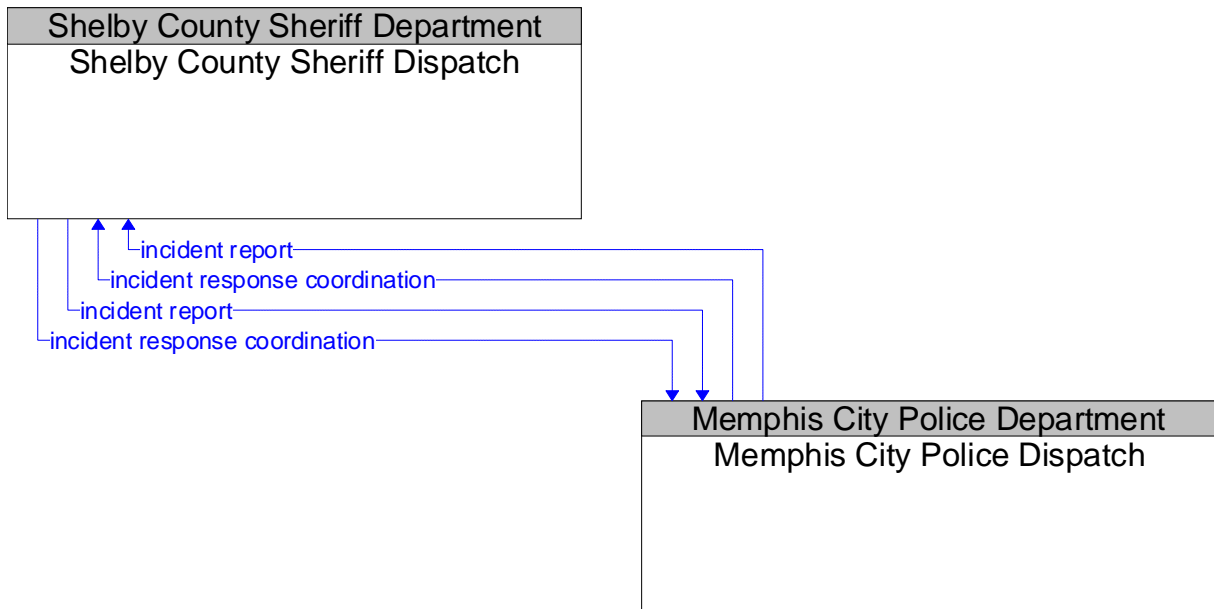 Shelby County Sheriff Department
Shelby County Sheriff Dispatch
incident report
incident response coordination
incident report
incident response coordination
Memphis City Police Department
Memphis City Police Dispatch